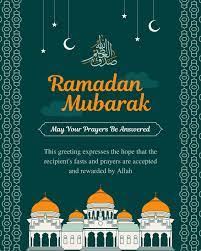 Ramadan
Mubarak
May Your Prayers Be Answered
This greeting expresses the hope that the
recipient's fasts and prayers are accepted
and rewarded by Allah